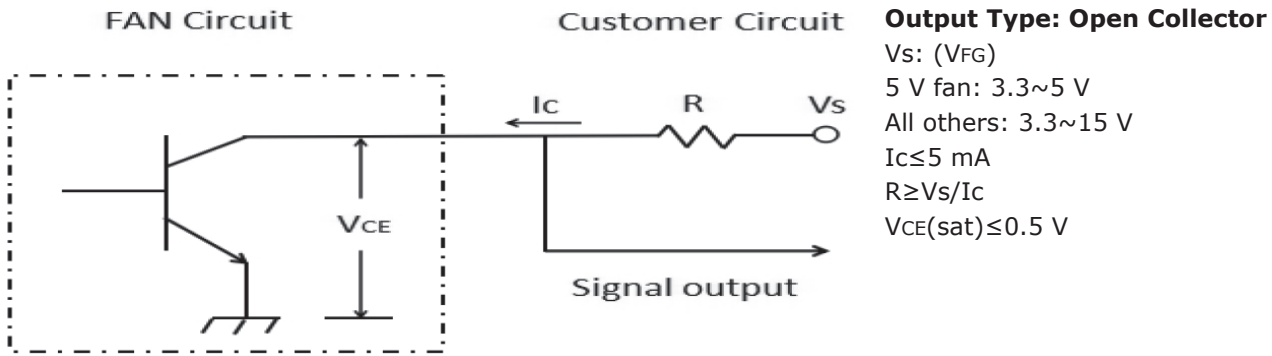 FAN Circuit
Customer Circuit
Ic
R
Vs
VCE
Signal output
Output Type: Open Collector
Vs: (VFG)
5 V fan: 3.3~5 V
All others: 3.3~15 V
Ic≤5 mA
R≥Vs/Ic
VCE(sat)≤0.5 V